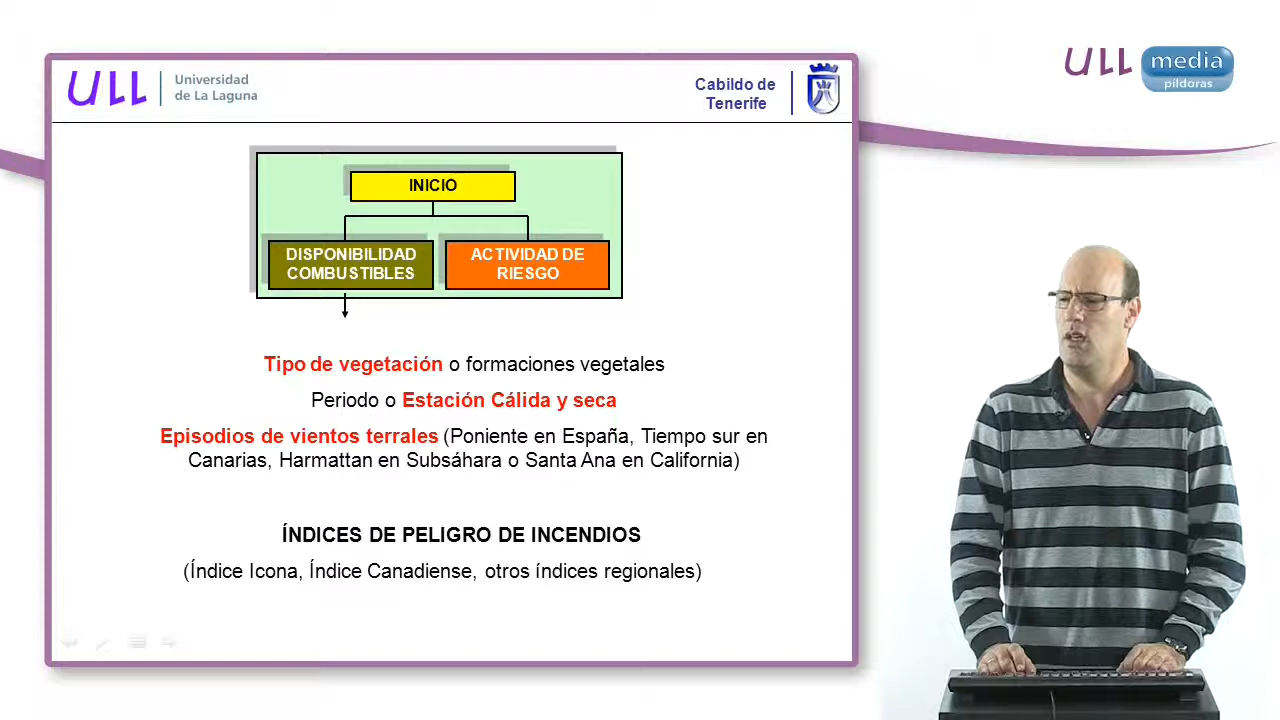 ULL
Universidad
de La Laguna
Cabildo de
Tenerife
ULL media
píldoras
INICIO
DISPONIBILIDAD
COMBUSTIBLES
ACTIVIDAD DE
RIESGO
Tipo de vegetación o formaciones vegetales
Periodo o Estación Cálida y seca
Episodios de vientos terrales (Poniente en España, Tiempo sur en
Canarias, Harmattan en Subsáhara o Santa Ana en California)
ÍNDICES DE PELIGRO DE INCENDIOS
(Índice Icona, Índice Canadiense, otros índices regionales)